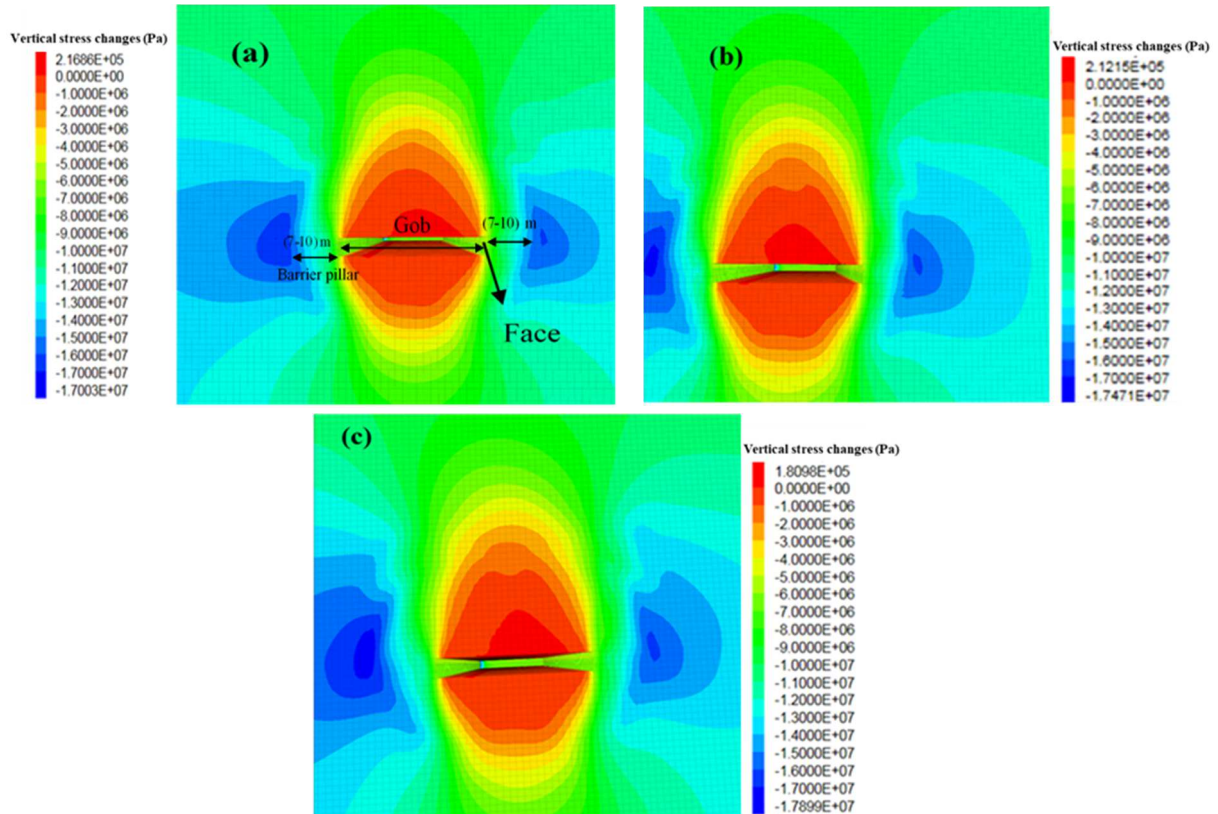 Vertical stress changes (Pa)
2.1686E+05
0.0000E+00
-1.0000E+06
-2.0000E+06
-3.0000E+06
-4.0000E+06
-5.0000E+06
-6.0000E+06
-7.0000E+06
-8.0000E+06
-9.0000E+06
-1.0000E+07
-1.1000E+07
-1.2000E+07
-1.3000E+07
-1.4000E+07
-1.5000E+07
-1.6000E+07
-1.7000E+07
-1.7003E+07
(a)
Gob
(7-10) m
(7-10) m
Barrier pillar
Face
(b)
Vertical stress changes (Pa)
2.1215E+05
0.0000E+00
-1.0000E+06
-2.0000E+06
-3.0000E+06
-4.0000E+06
-5.0000E+06
-6.0000E+06
-7.0000E+06
-8.0000E+06
-9.0000E+06
-1.0000E+07
-1.1000E+07
-1.2000E+07
-1.3000E+07
-1.4000E+07
-1.5000E+07
-1.6000E+07
-1.7000E+07
-1.7471E+07
(c)
Vertical stress changes (Pa)
1.8098E+05
0.0000E+00
-1.0000E+06
-2.0000E+06
-3.0000E+06
-4.0000E+06
-5.0000E+06
-6.0000E+06
-7.0000E+06
-8.0000E+06
-9.0000E+06
-1.0000E+07
-1.1000E+07
-1.2000E+07
-1.3000E+07
-1.4000E+07
-1.5000E+07
-1.6000E+07
-1.7000E+07
-1.7899E+07